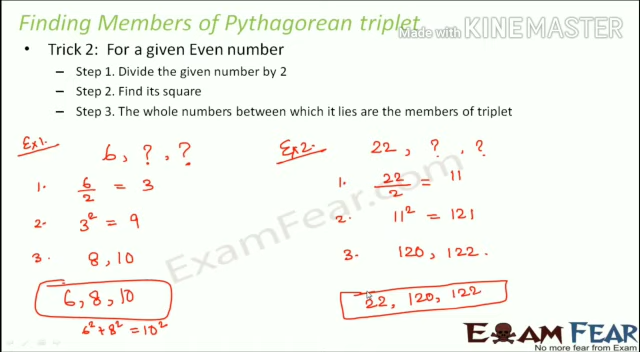 Finding Members of Pythagorean triplet
Made with KINEMASTER
• Trick 2: For a given Even number
– Step 1. Divide the given number by 2
– Step 2. Find its square
– Step 3. The whole numbers between which it lies are the members of triplet
Ex1.
6, ?, ?
1. 6/2 = 3
2. 3² = 9
3. 8, 10
6, 8, 10
6² + 8² = 10²
Ex2.
22, ?, ?
1. 22/2 = 11
2. 11² = 121
3. 120, 122.
22, 120, 122
ExamFear.com
EXAM FEAR
No more fear of exams